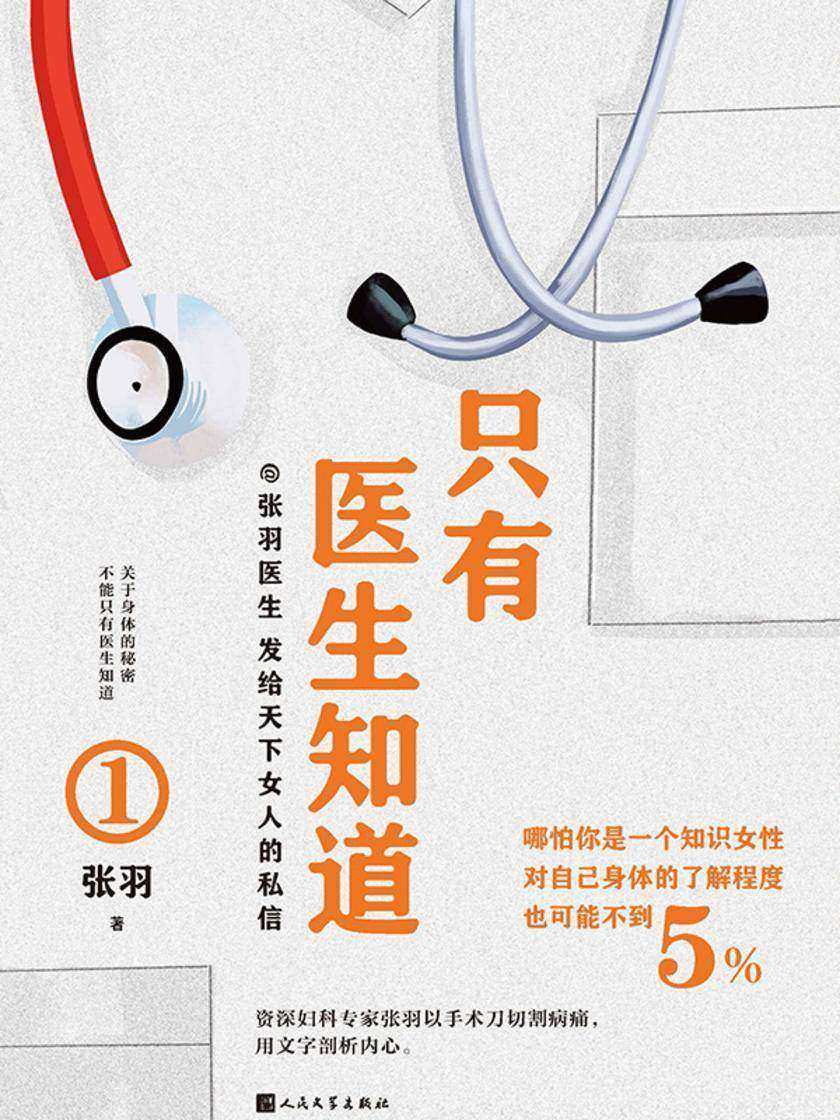 只有
医生知道
@张羽医生 发给天下女人的私信
关于身体的秘密
不能只有医生知道
1
张羽
著
哪怕你是一个知识女性
对自己身体的了解程度
也可能不到5%
资深妇科专家张羽以手术刀切割病痛，
用文字剖析内心。
人民文学出版社